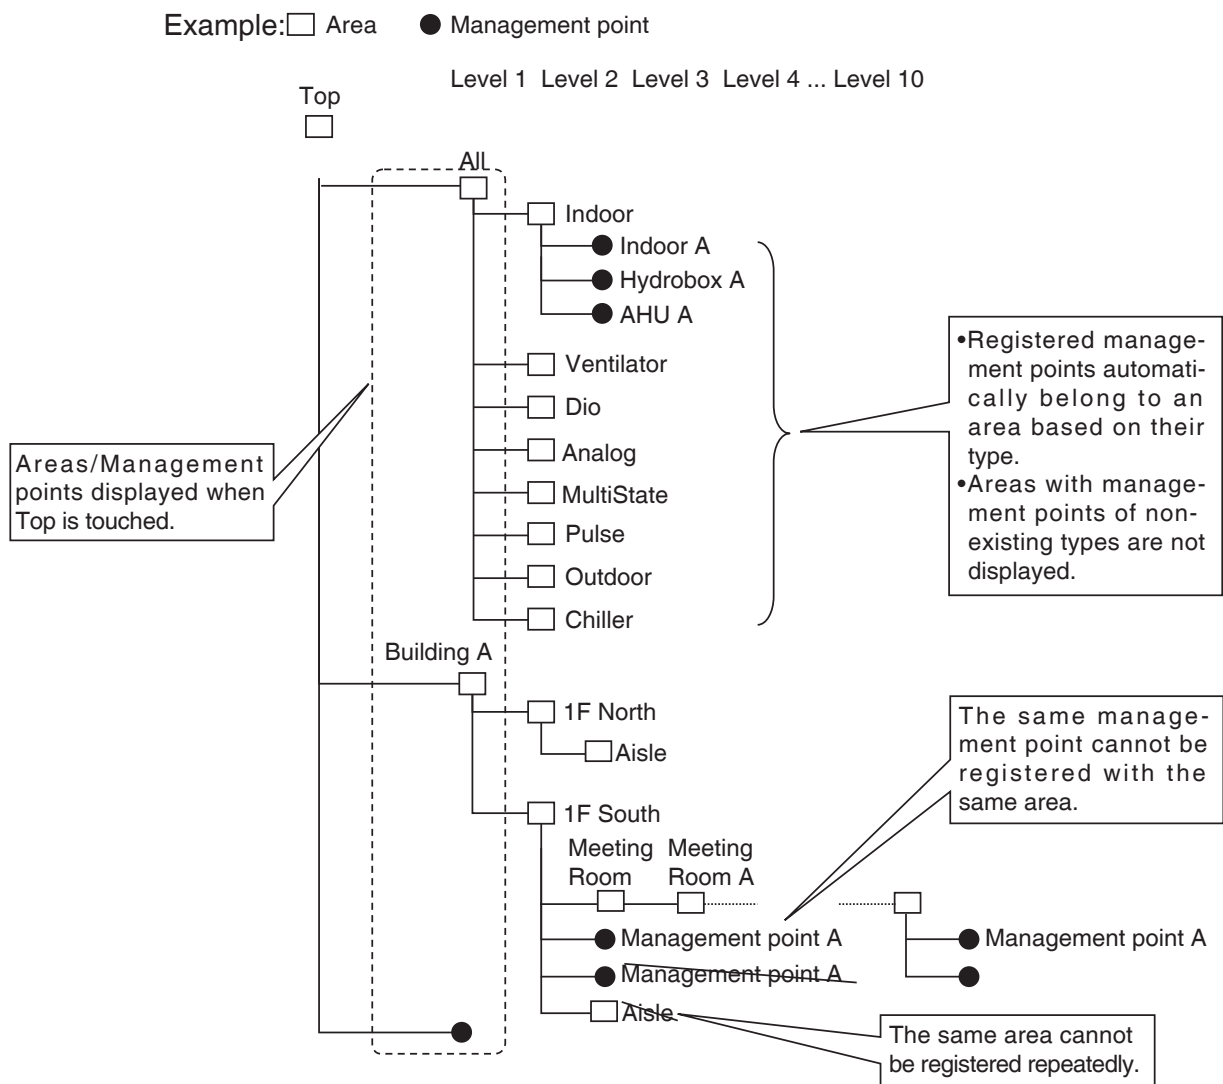 Example: Area Management point
Level 1 Level 2 Level 3 Level 4 ... Level 10
Top
All
Indoor
Indoor A
Hydrobox A
AHU A
Ventilator
Dio
Analog
MultiState
Pulse
Outdoor
Chiller
•Registered manage-
ment points automati-
cally belong to an
area based on their
type.
•Areas with manage-
ment points of non-
existing types are not
displayed.
Areas/Management
points displayed when
Top is touched.
Building A
1F North
Aisle
1F South
The same manage-
ment point cannot be
registered with the
same area.
Meeting
Room
Meeting
Room A
Management point A
Management point A
Management point A
Aisle
The same area cannot
be registered repeatedly.